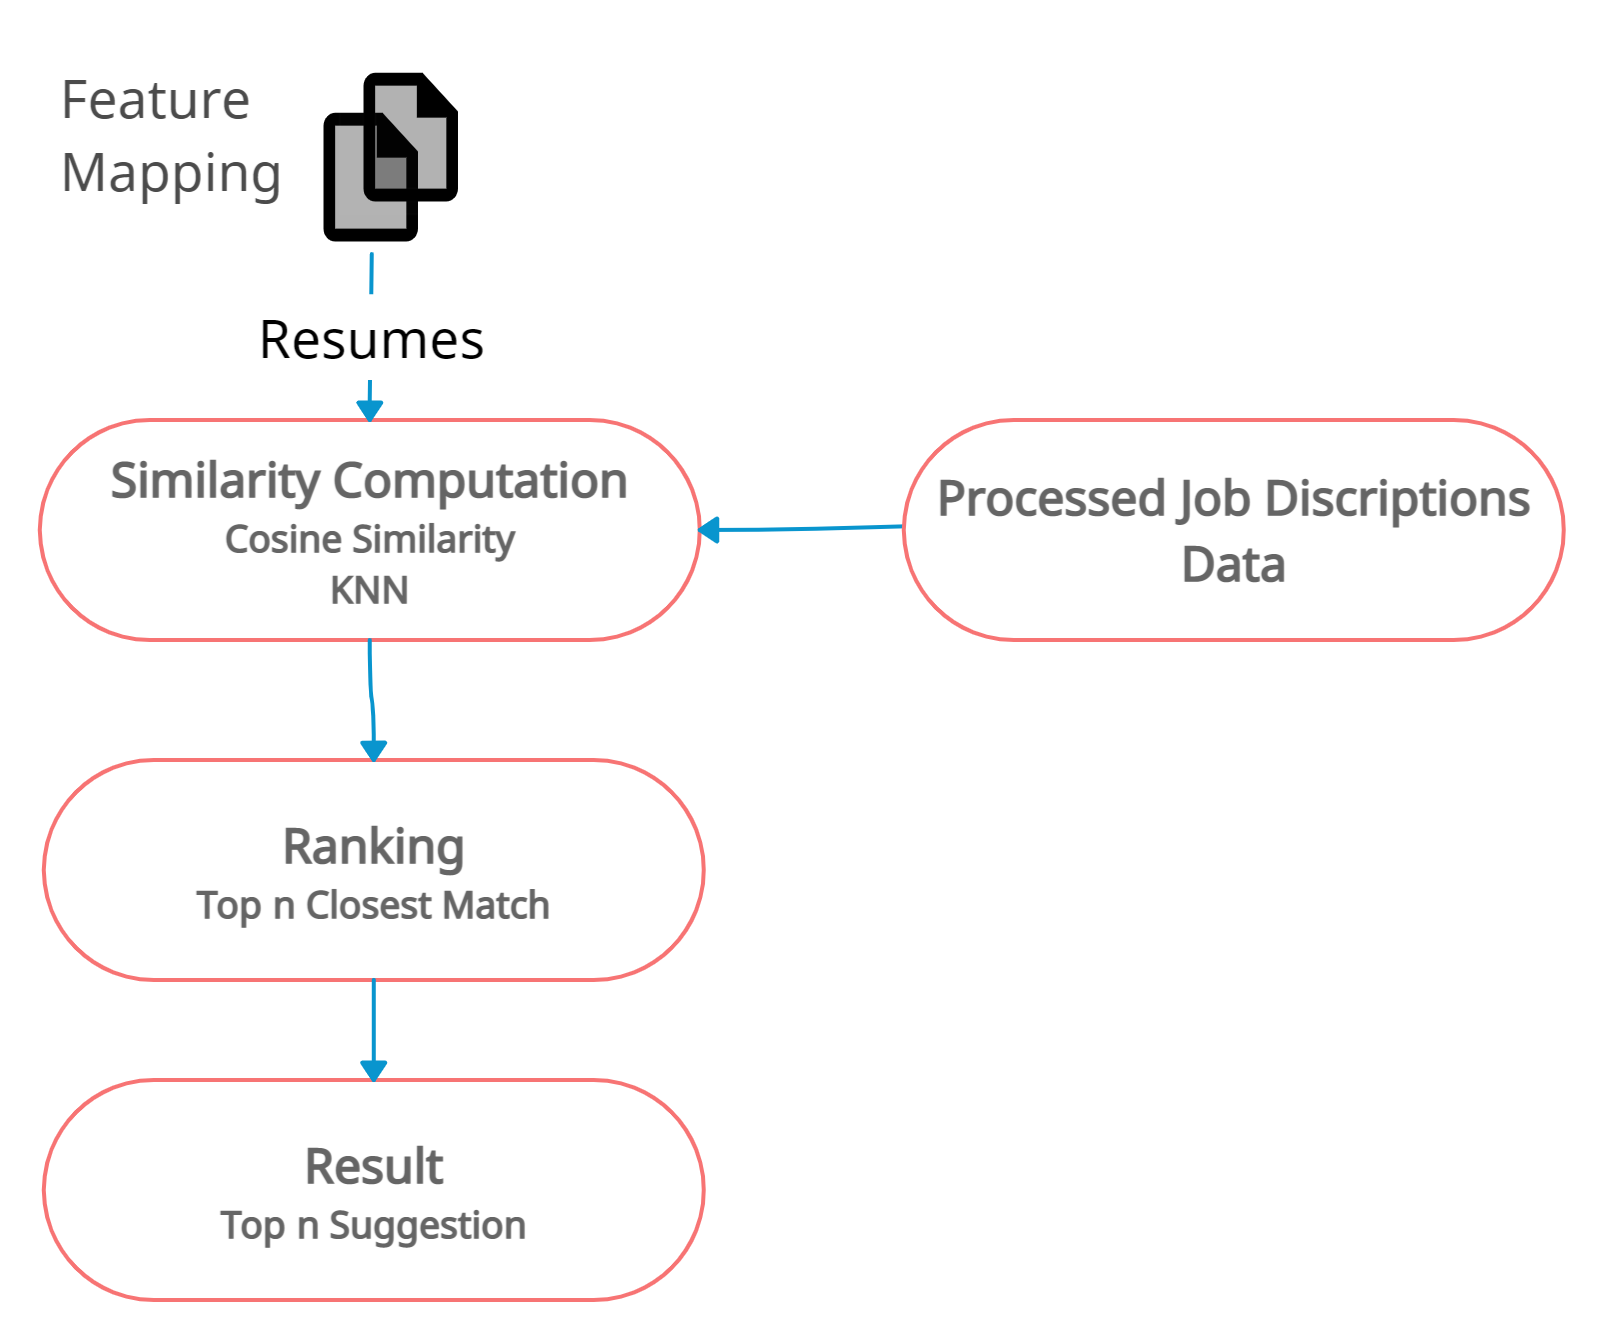 Feature
Mapping
Resumes
Similarity Computation
Cosine Similarity
KNN
Processed Job Discriptions
Data
Ranking
Top n Closest Match
Result
Top n Suggestion